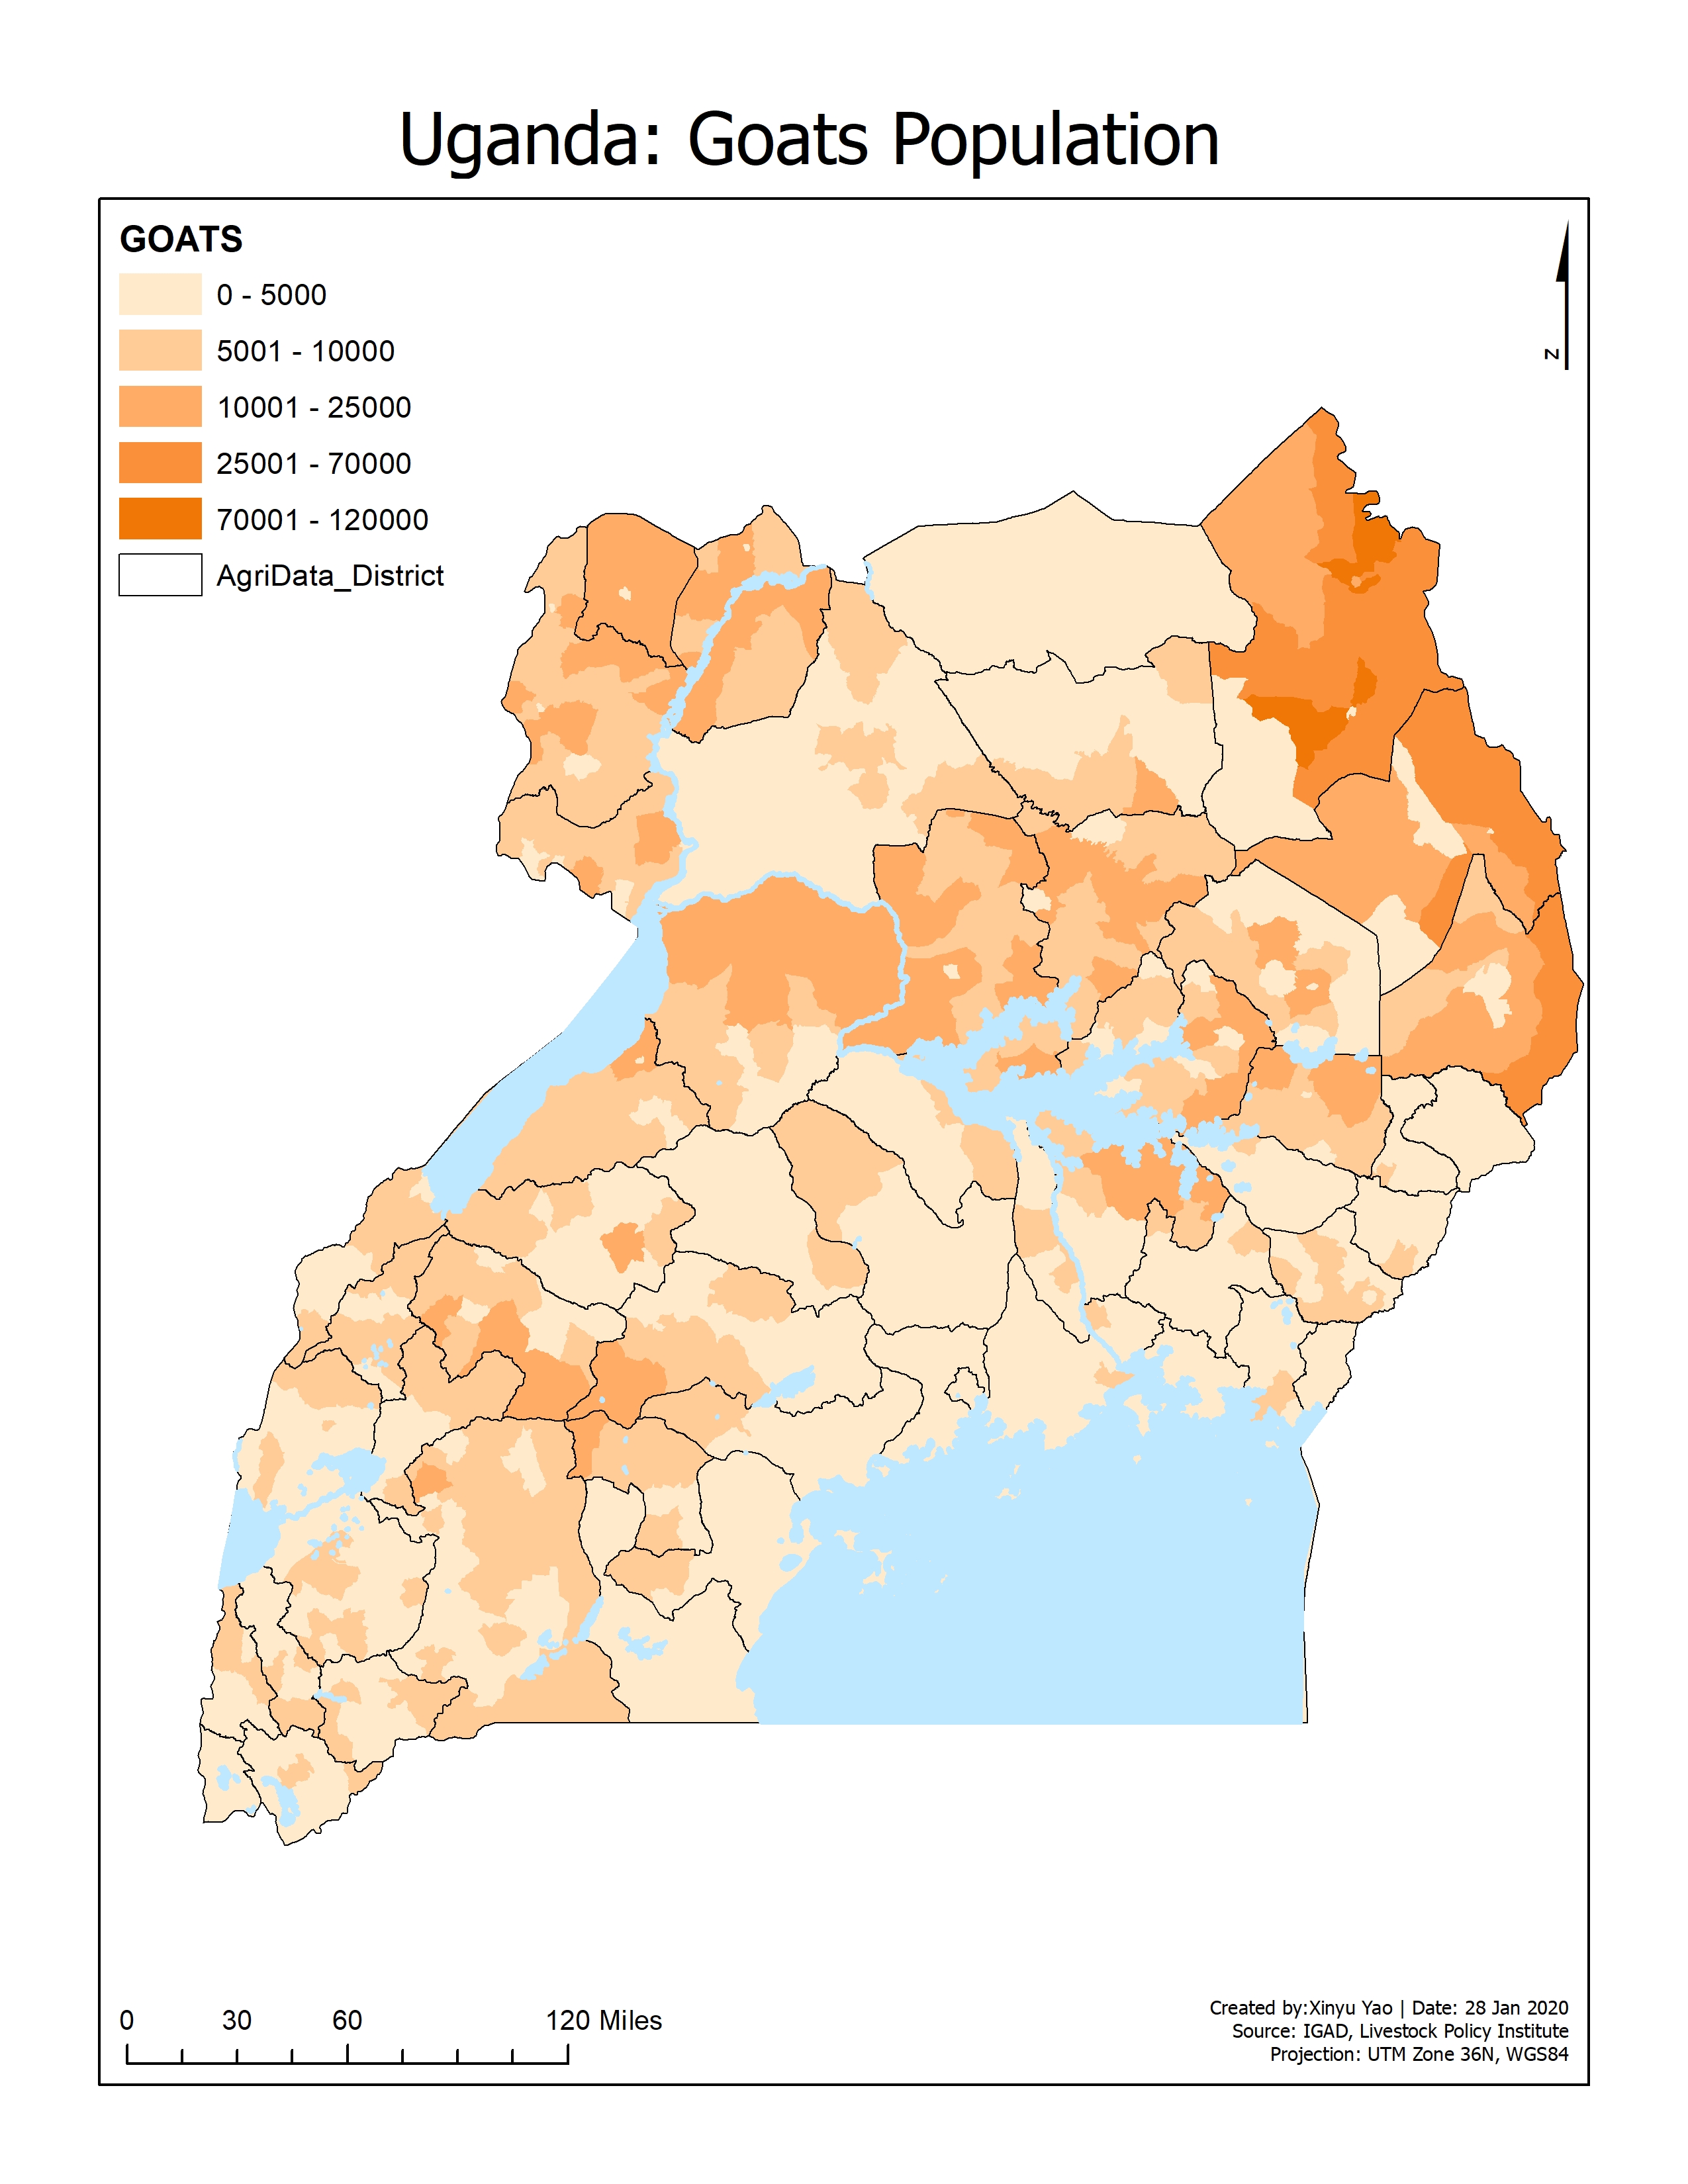 Uganda: Goats Population
GOATS
0 - 5000
5001 - 10000
10001 - 25000
25001 - 70000
70001 - 120000
AgriData_District
N
0 30 60 120 Miles
Created by:Xinyu Yao | Date: 28 Jan 2020
Source: IGAD, Livestock Policy Institute
Projection: UTM Zone 36N, WGS84